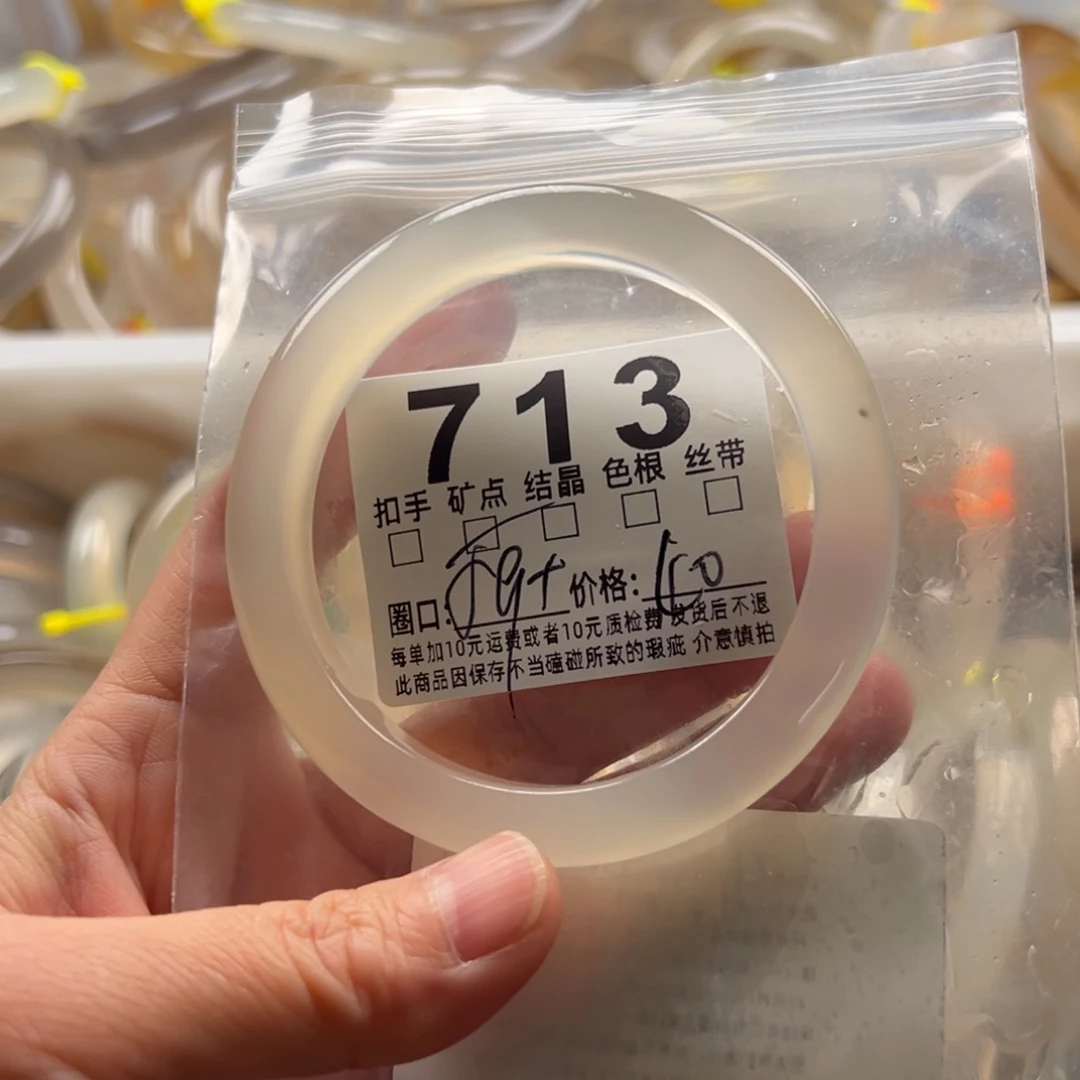 713
扣手 矿点 结晶 色根 丝带
圈口: 59+ 价格: 150
每单加10元运费或者10元质检费 发货后不退
此商品因保存不当磕碰所致的瑕疵 介意慎拍